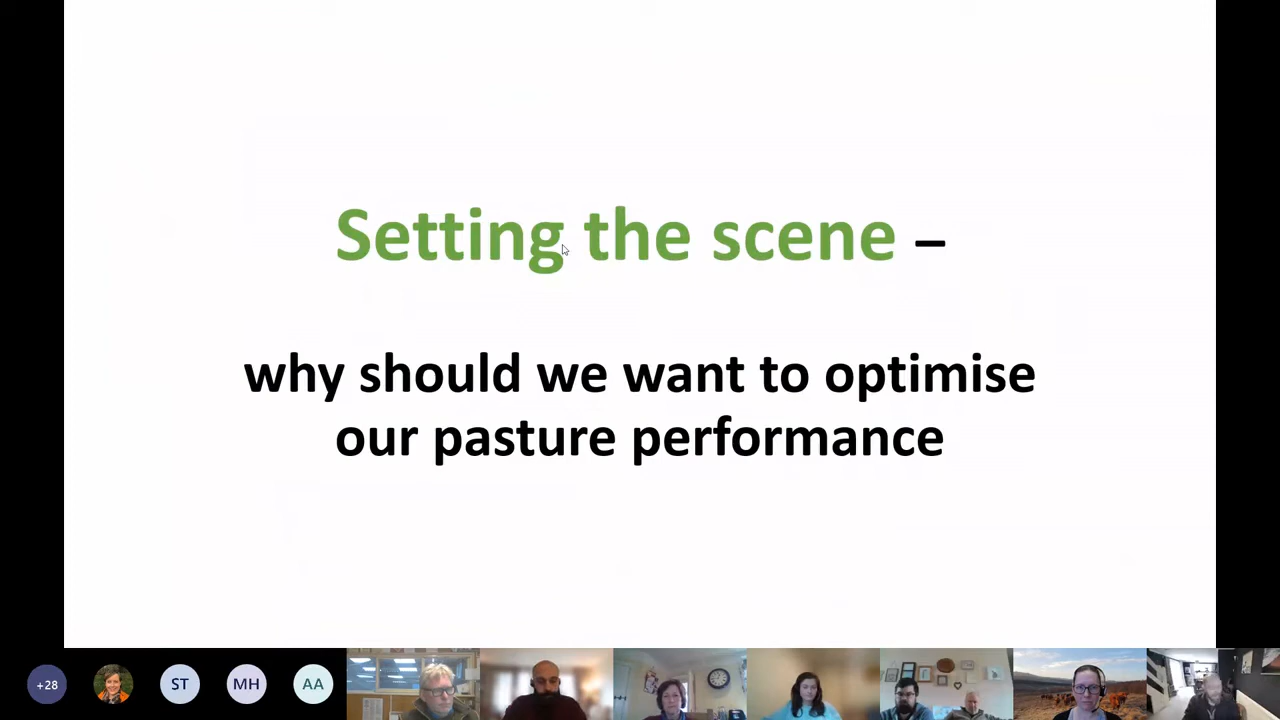 Setting the scene –
why should we want to optimise
our pasture performance
+28
ST
MH
AA